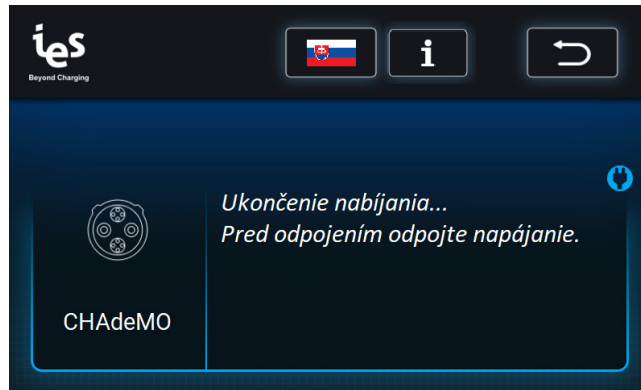 ies
Beyond Charging
i
Ukončenie nabíjania...
Pred odpojením odpojte napájanie.
CHAdeMO